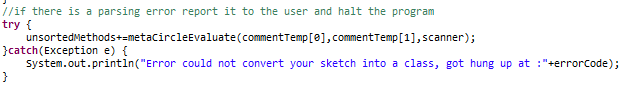 //if there is a parsing error report it to the user and halt the program
try {
unsortedMethods+=metaCircleEvaluate(commentTemp[0],commentTemp[1],scanner);
}catch(Exception e) {
System.out.println("Error could not convert your sketch into a class, got hung up at :"+errorCode);
}